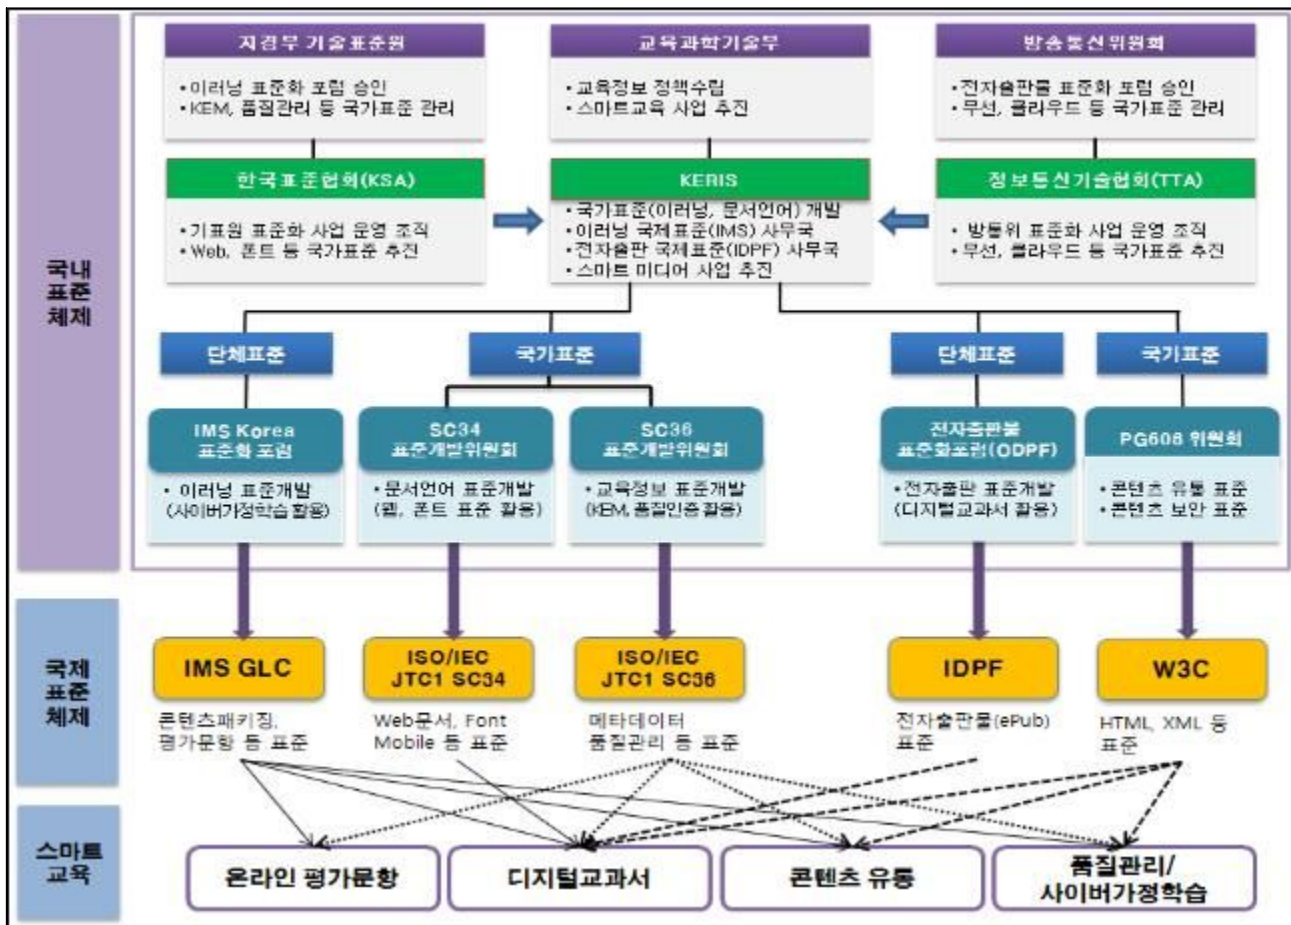 지경부 기술표준원
• 이러닝 표준화 포럼 승인
• KEM, 품질관리 등 국가표준 관리
교육과학기술부
• 교육정보 정책수립
• 스마트교육 사업 추진
방송통신위원회
• 전자출판물 표준화 포럼 승인
• 무선, 클라우드 등 국가표준 관리
한국표준협회(KSA)
• 기표원 표준화 사업 운영 조직
• Web, 폰트 등 국가표준 추진
KERIS
• 국가표준(이러닝, 문서언어) 개발
• 이러닝 국제표준(IMS) 사무국
• 전자출판 국제표준(IDPF) 사무국
• 스마트 미디어 사업 추진
정보통신기술협회(TTA)
• 방통위 표준화 사업 운영 조직
• 무선, 클라우드 등 국가표준 추진
국내
표준
체제
단체표준
국가표준
단체표준
국가표준
IMS Korea
표준화 포럼
• 이러닝 표준개발
(사이버가정학습 활용)
SC34
표준개발위원회
• 문서언어 표준개발
(웹, 폰트 표준 활용)
SC36
표준개발위원회
• 교육정보 표준개발
(KEM, 품질인증 활용)
전자출판물
표준화포럼(ODPF)
• 전자출판 표준개발
(디지털교과서 활용)
PG608 위원회
• 콘텐츠 유통 표준
• 콘텐츠 보안 표준
국제
표준
체제
IMS GLC
콘텐츠패키징,
평가문항 등 표준
ISO/IEC
JTC1 SC34
Web문서, Font
Mobile 등 표준
ISO/IEC
JTC1 SC36
메타데이터
품질관리 등 표준
IDPF
전자출판물(ePub)
표준
W3C
HTML, XML 등
표준
스마트
교육
온라인 평가문항
디지털교과서
콘텐츠 유통
품질관리/
사이버가정학습